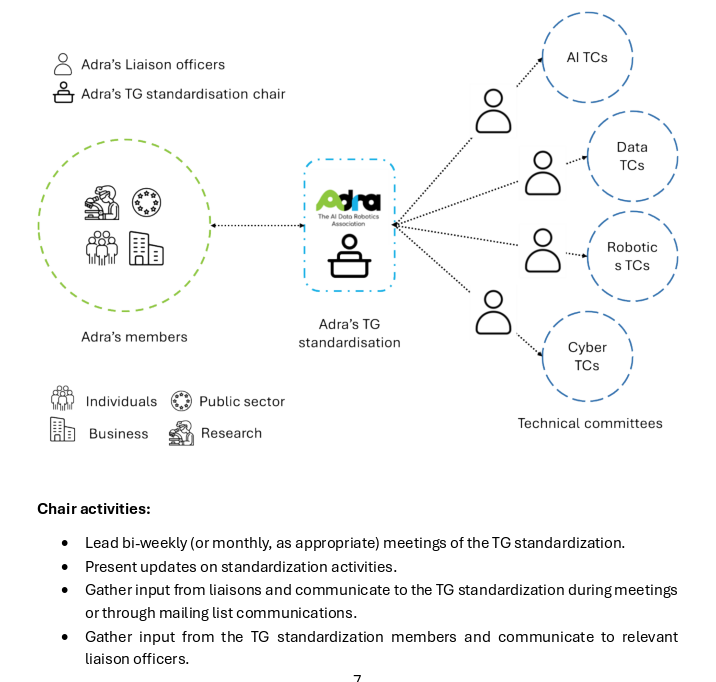 Adra's Liaison officers
Adra's TG standardisation chair
AI TCs
Data
TCs
Adra
The AI Data Robotics
Association
Robotic
s TCs
Adra's TG
standardisation
Adra's members
Cyber
TCs
Individuals
Public sector
Business
Research
Technical committees
Chair activities:
• Lead bi-weekly (or monthly, as appropriate) meetings of the TG standardization.
• Present updates on standardization activities.
• Gather input from liaisons and communicate to the TG standardization during meetings
or through mailing list communications.
• Gather input from the TG standardization members and communicate to relevant
liaison officers.
7